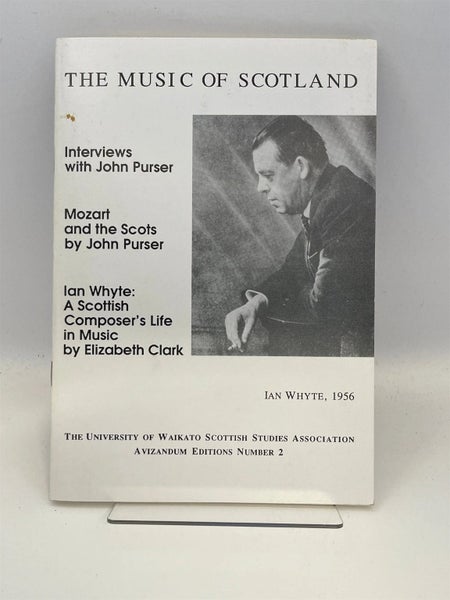 THE MUSIC OF SCOTLAND
Interviews
with John Purser
Mozart
and the Scots
by John Purser
Ian Whyte:
A Scottish
Composer's Life
in Music
by Elizabeth Clark
IAN WHYTE, 1956
THE UNIVERSITY OF WAIKATO SCOTTISH STUDIES ASSOCIATION
AVIZANDUM EDITIONS NUMBER 2